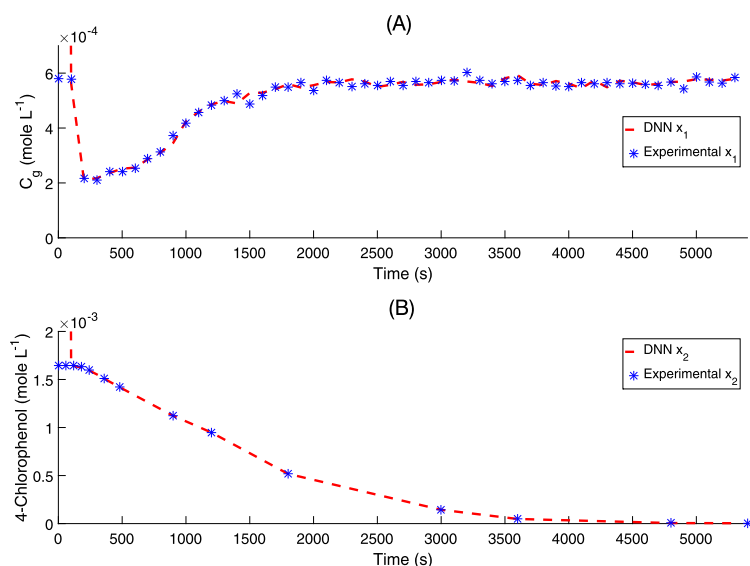 (A)
×10⁻⁴
8
6
4
2
0
C_g (mole L⁻¹)
DNN x₁
Experimental x₁
0 500 1000 1500 2000 2500 3000 3500 4000 4500 5000
Time (s)
(B)
×10⁻³
2
1.5
1
0.5
0
4-Chlorophenol (mole L⁻¹)
DNN x₂
Experimental x₂
0 500 1000 1500 2000 2500 3000 3500 4000 4500 5000
Time (s)